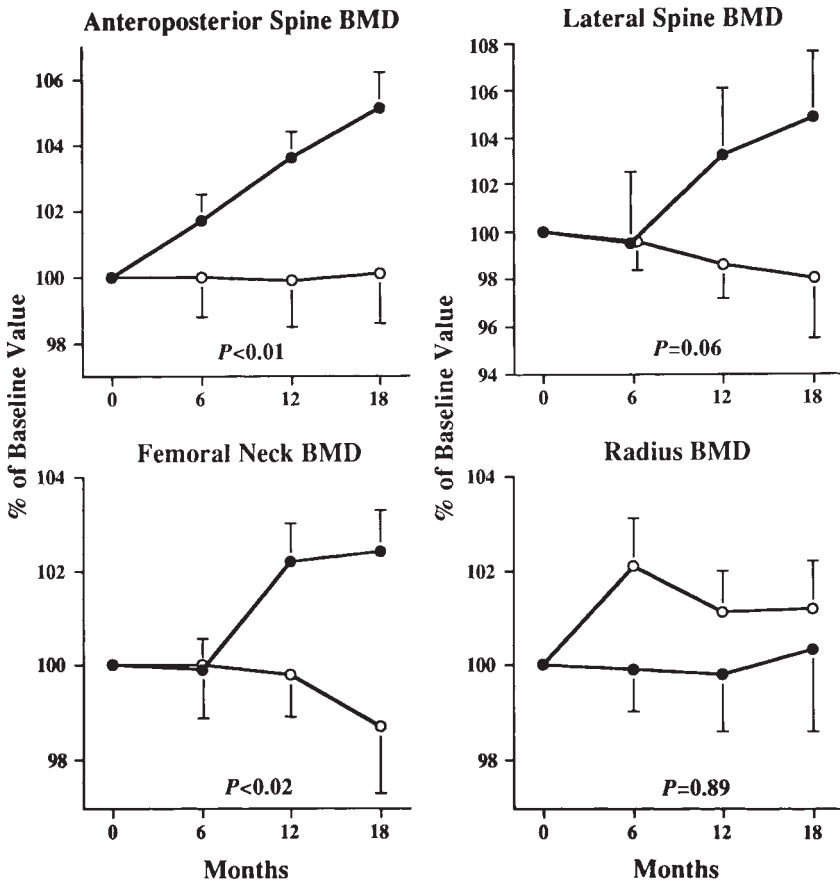 Anteroposterior Spine BMD
106
104
102
100
98
P<0.01
0 6 12 18
Lateral Spine BMD
108
106
104
102
100
98
96
94
P=0.06
0 6 12 18
% of Baseline Value
% of Baseline Value
Femoral Neck BMD
104
102
100
98
P<0.02
0 6 12 18
Months
Radius BMD
104
102
100
98
P=0.89
0 6 12 18
Months